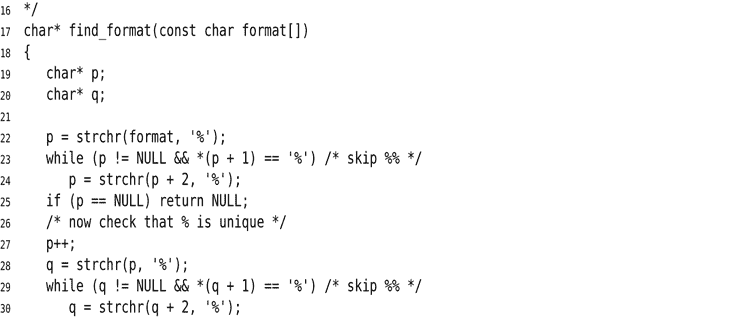 16 */
17 char* find_format(const char format[])
18 {
19 char* p;
20 char* q;
21
22 p = strchr(format, '%');
23 while (p != NULL && *(p + 1) == '%') /* skip %% */
24 p = strchr(p + 2, '%');
25 if (p == NULL) return NULL;
26 /* now check that % is unique */
27 p++;
28 q = strchr(p, '%');
29 while (q != NULL && *(q + 1) == '%') /* skip %% */
30 q = strchr(q + 2, '%');